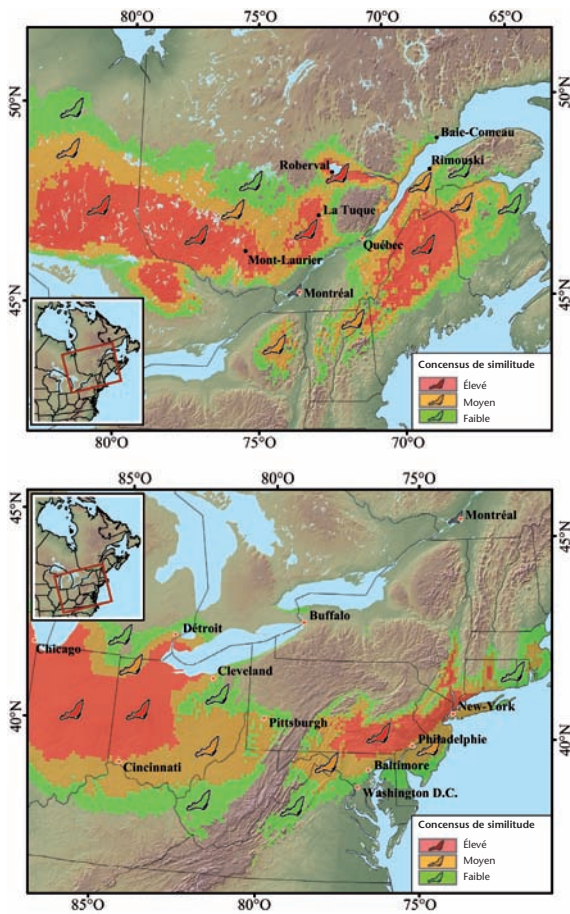 80°O
75°O
70°O
65°O
50°N
50°N
Baie-Comeau
Roberval
Rimouski
La Tuque
Québec
Mont-Laurier
45°N
Montréal
45°N
Concensus de similitude
Élevé
Moyen
Faible
80°O
75°O
70°O
85°O
80°O
75°O
45°N
Montréal
45°N
Détroit
Buffalo
Chicago
Cleveland
40°N
New-York
Pittsburgh
Philadelphie
40°N
Cincinnati
Baltimore
Washington D.C.
Concensus de similitude
Élevé
Moyen
Faible
85°O
80°O
75°O